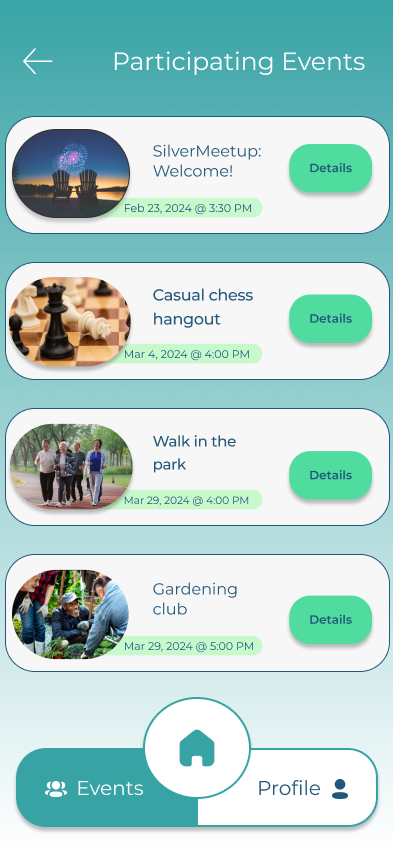 Participating Events
SilverMeetup:
Welcome!
Details
Feb 23, 2024 @ 3:30 PM
Casual chess
hangout
Details
Mar 4, 2024 @ 4:00 PM
Walk in the
park
Details
Mar 29, 2024 @ 4:00 PM
Gardening
club
Details
Mar 29, 2024 @ 5:00 PM
Events
Profile